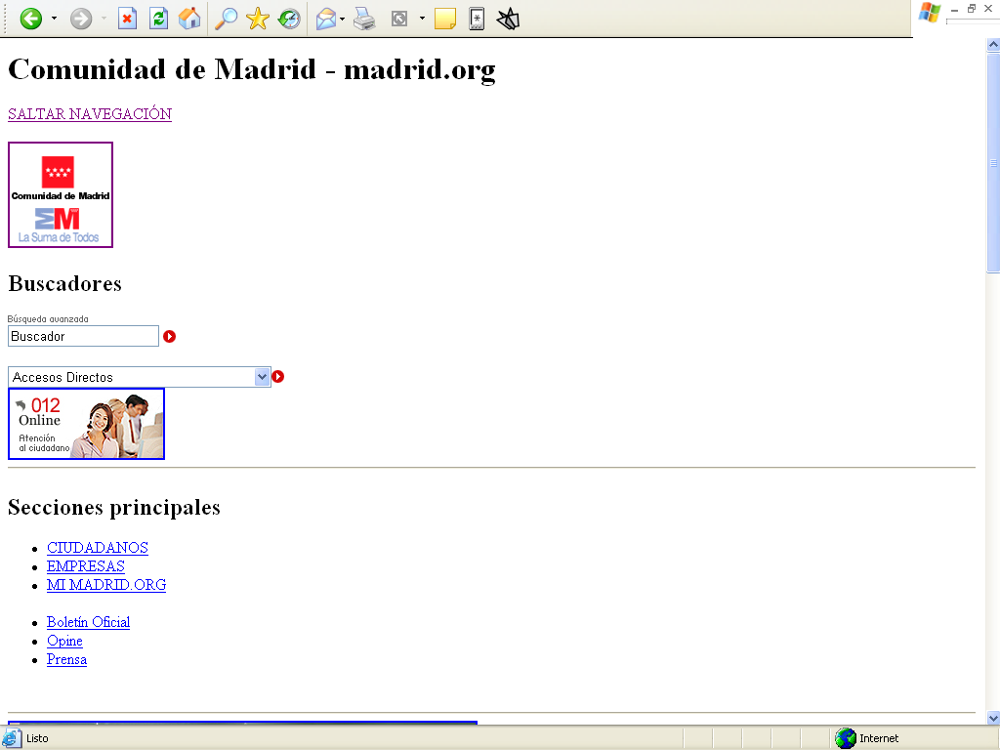 Comunidad de Madrid - madrid.org
SALTAR NAVEGACIÓN
Comunidad de Madrid
EM
La Suma de Todos
Buscadores
Búsqueda avanzada
Buscador
Accesos Directos
012
Online
Atención
al ciudadano
Secciones principales
CIUDADANOS
EMPRESAS
MI MADRID.ORG
Boletín Oficial
Opine
Prensa
Listo
Internet